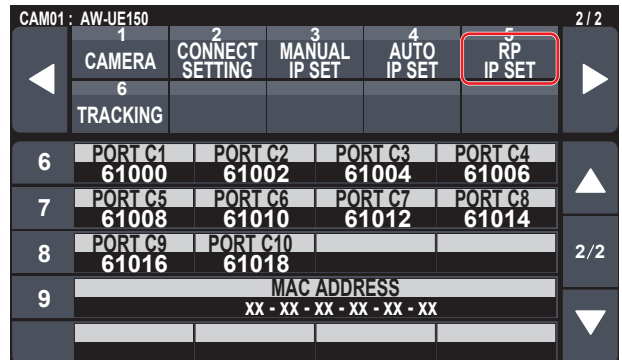 CAM01 : AW-UE150 2 / 2
1 2 3 4 5
CAMERA CONNECT SETTING MANUAL IP SET AUTO IP SET RP IP SET
6
TRACKING
6 PORT C1 PORT C2 PORT C3 PORT C4
61000 61002 61004 61006
7 PORT C5 PORT C6 PORT C7 PORT C8
61008 61010 61012 61014
8 PORT C9 PORT C10 2/2
61016 61018
9 MAC ADDRESS
XX - XX - XX - XX - XX - XX